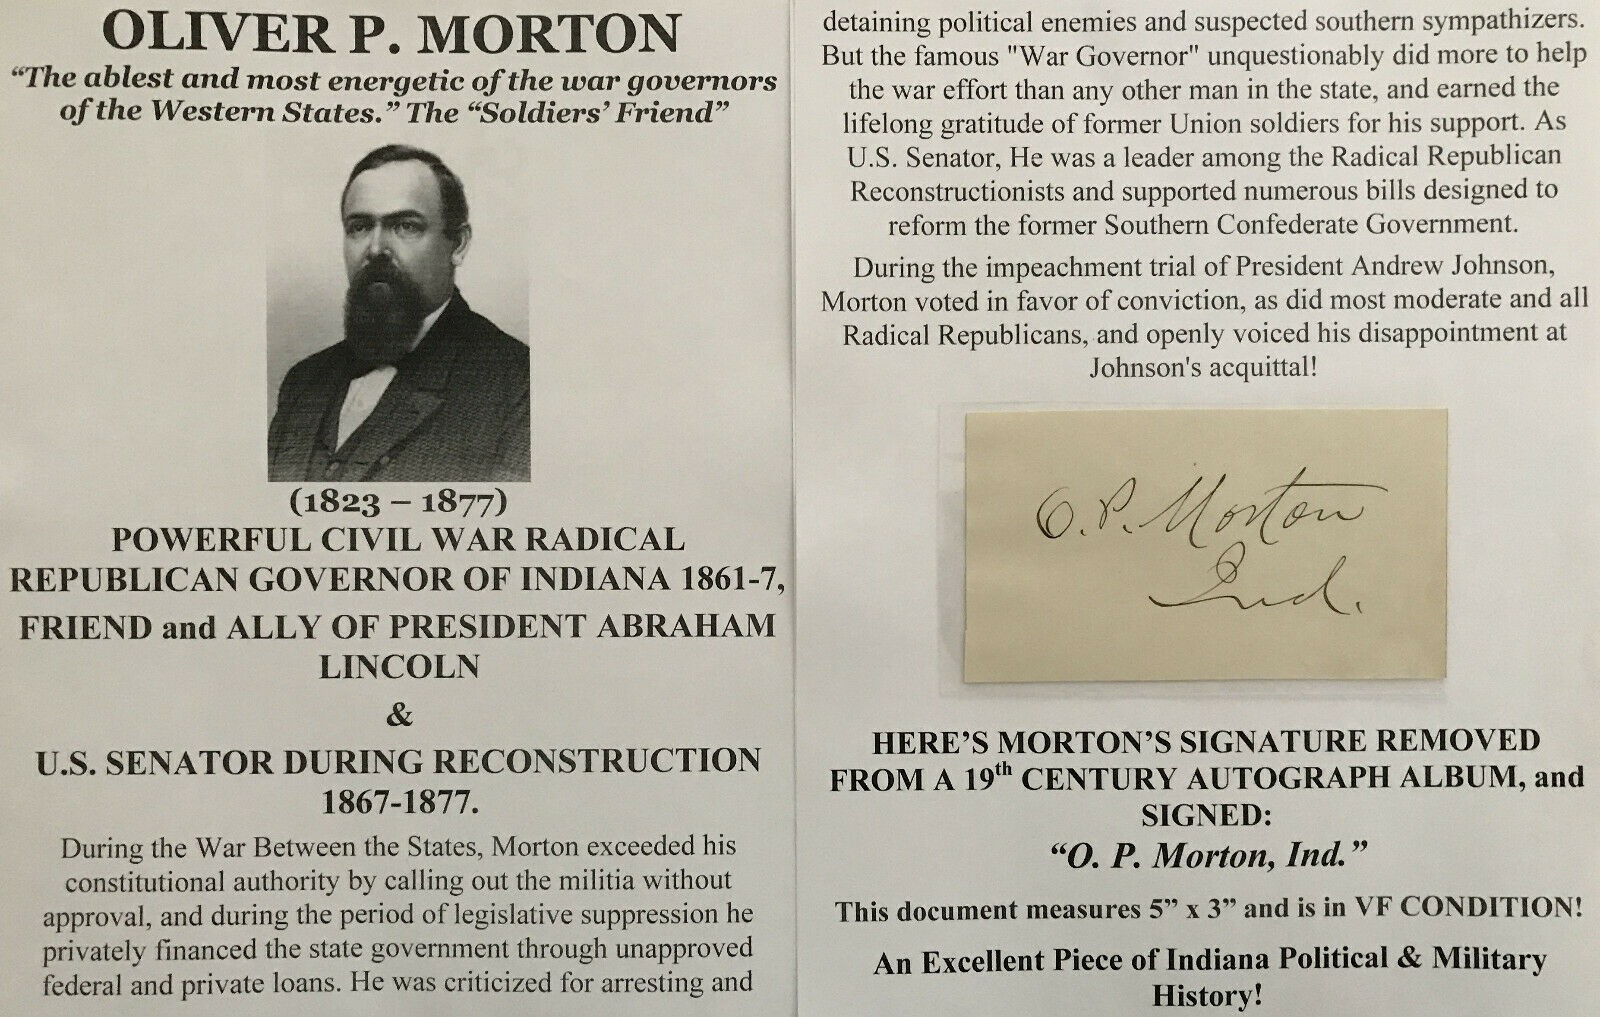 OLIVER P. MORTON
“The ablest and most energetic of the war governors
of the Western States.” The “Soldiers’ Friend”
(1823 – 1877)
POWERFUL CIVIL WAR RADICAL
REPUBLICAN GOVERNOR OF INDIANA 1861-7,
FRIEND and ALLY OF PRESIDENT ABRAHAM
LINCOLN
&
U.S. SENATOR DURING RECONSTRUCTION
1867-1877.
During the War Between the States, Morton exceeded his
constitutional authority by calling out the militia without
approval, and during the period of legislative suppression he
privately financed the state government through unapproved
federal and private loans. He was criticized for arresting and
detaining political enemies and suspected southern sympathizers.
But the famous "War Governor" unquestionably did more to help
the war effort than any other man in the state, and earned the
lifelong gratitude of former Union soldiers for his support. As
U.S. Senator, He was a leader among the Radical Republican
Reconstructionists and supported numerous bills designed to
reform the former Southern Confederate Government.
During the impeachment trial of President Andrew Johnson,
Morton voted in favor of conviction, as did most moderate and all
Radical Republicans, and openly voiced his disappointment at
Johnson's acquittal!
O. P. Morton
Ind.
HERE’S MORTON’S SIGNATURE REMOVED
FROM A 19th CENTURY AUTOGRAPH ALBUM, and
SIGNED:
“O. P. Morton, Ind.”
This document measures 5” x 3” and is in VF CONDITION!
An Excellent Piece of Indiana Political & Military
History!